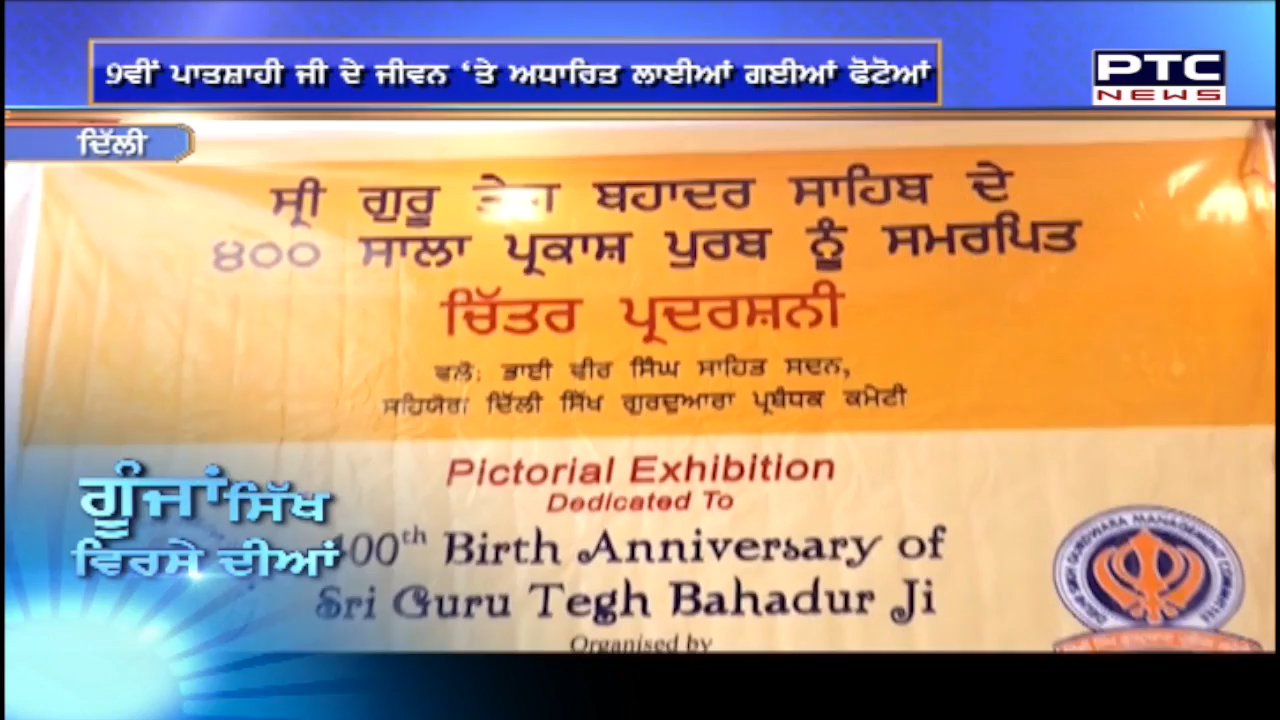 9ਵੀਂ ਪਾਤਸ਼ਾਹੀ ਜੀ ਦੇ ਜੀਵਨ ‘ਤੇ ਅਧਾਰਿਤ ਲਾਈਆਂ ਗਈਆਂ ਫੋਟੋਆਂ
PTC
NEWS
ਦਿੱਲੀ
ਸ੍ਰੀ ਗੁਰੂ ਤੇਗ ਬਹਾਦਰ ਸਾਹਿਬ ਦੇ
੪੦੦ ਸਾਲਾ ਪ੍ਰਕਾਸ਼ ਪੁਰਬ ਨੂੰ ਸਮਰਪਿਤ
ਚਿੱਤਰ ਪ੍ਰਦਰਸ਼ਨੀ
ਵਲੋਂ: ਭਾਈ ਵੀਰ ਸਿੰਘ ਸਾਹਿਤ ਸਦਨ,
ਸਹਿਯੋਗ: ਦਿੱਲੀ ਸਿੱਖ ਗੁਰਦੁਆਰਾ ਪ੍ਰਬੰਧਕ ਕਮੇਟੀ
Pictorial Exhibition
Dedicated To
400th Birth Anniversary of
Sri Guru Tegh Bahadur Ji
Organised by
ਗੂੰਜਾਂ ਸਿੱਖ
ਵਿਰਸੇ ਦੀਆਂ